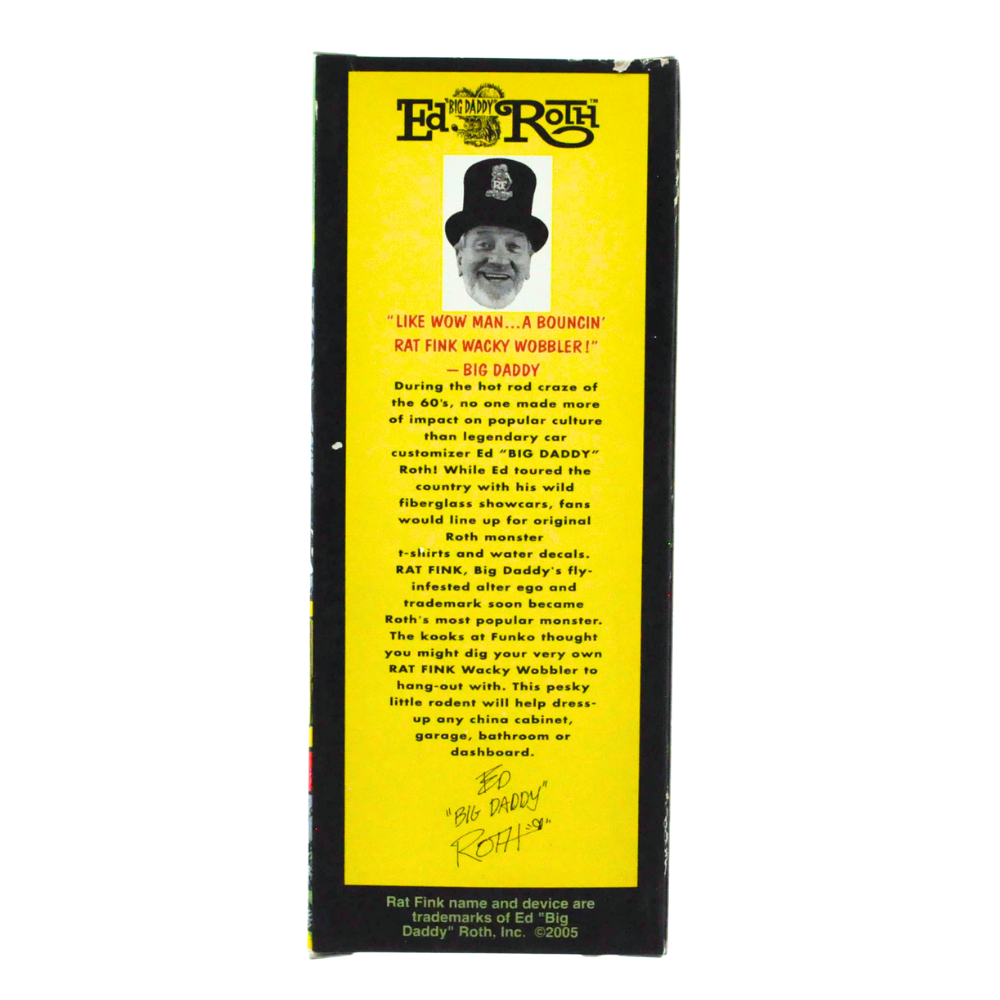 Ed "BIG DADDY" ROTH™
RF
"LIKE WOW MAN...A BOUNCIN'
RAT FINK WACKY WOBBLER!"
— BIG DADDY
During the hot rod craze of
the 60's, no one made more
of impact on popular culture
than legendary car
customizer Ed "BIG DADDY"
Roth! While Ed toured the
country with his wild
fiberglass showcars, fans
would line up for original
Roth monster
t-shirts and water decals.
RAT FINK, Big Daddy's fly-
infested alter ego and
trademark soon became
Roth's most popular monster.
The kooks at Funko thought
you might dig your very own
RAT FINK Wacky Wobbler to
hang-out with. This pesky
little rodent will help dress-
up any china cabinet,
garage, bathroom or
dashboard.
ED
"BIG DADDY"
ROTH
Rat Fink name and device are
trademarks of Ed "Big
Daddy" Roth, Inc. ©2005